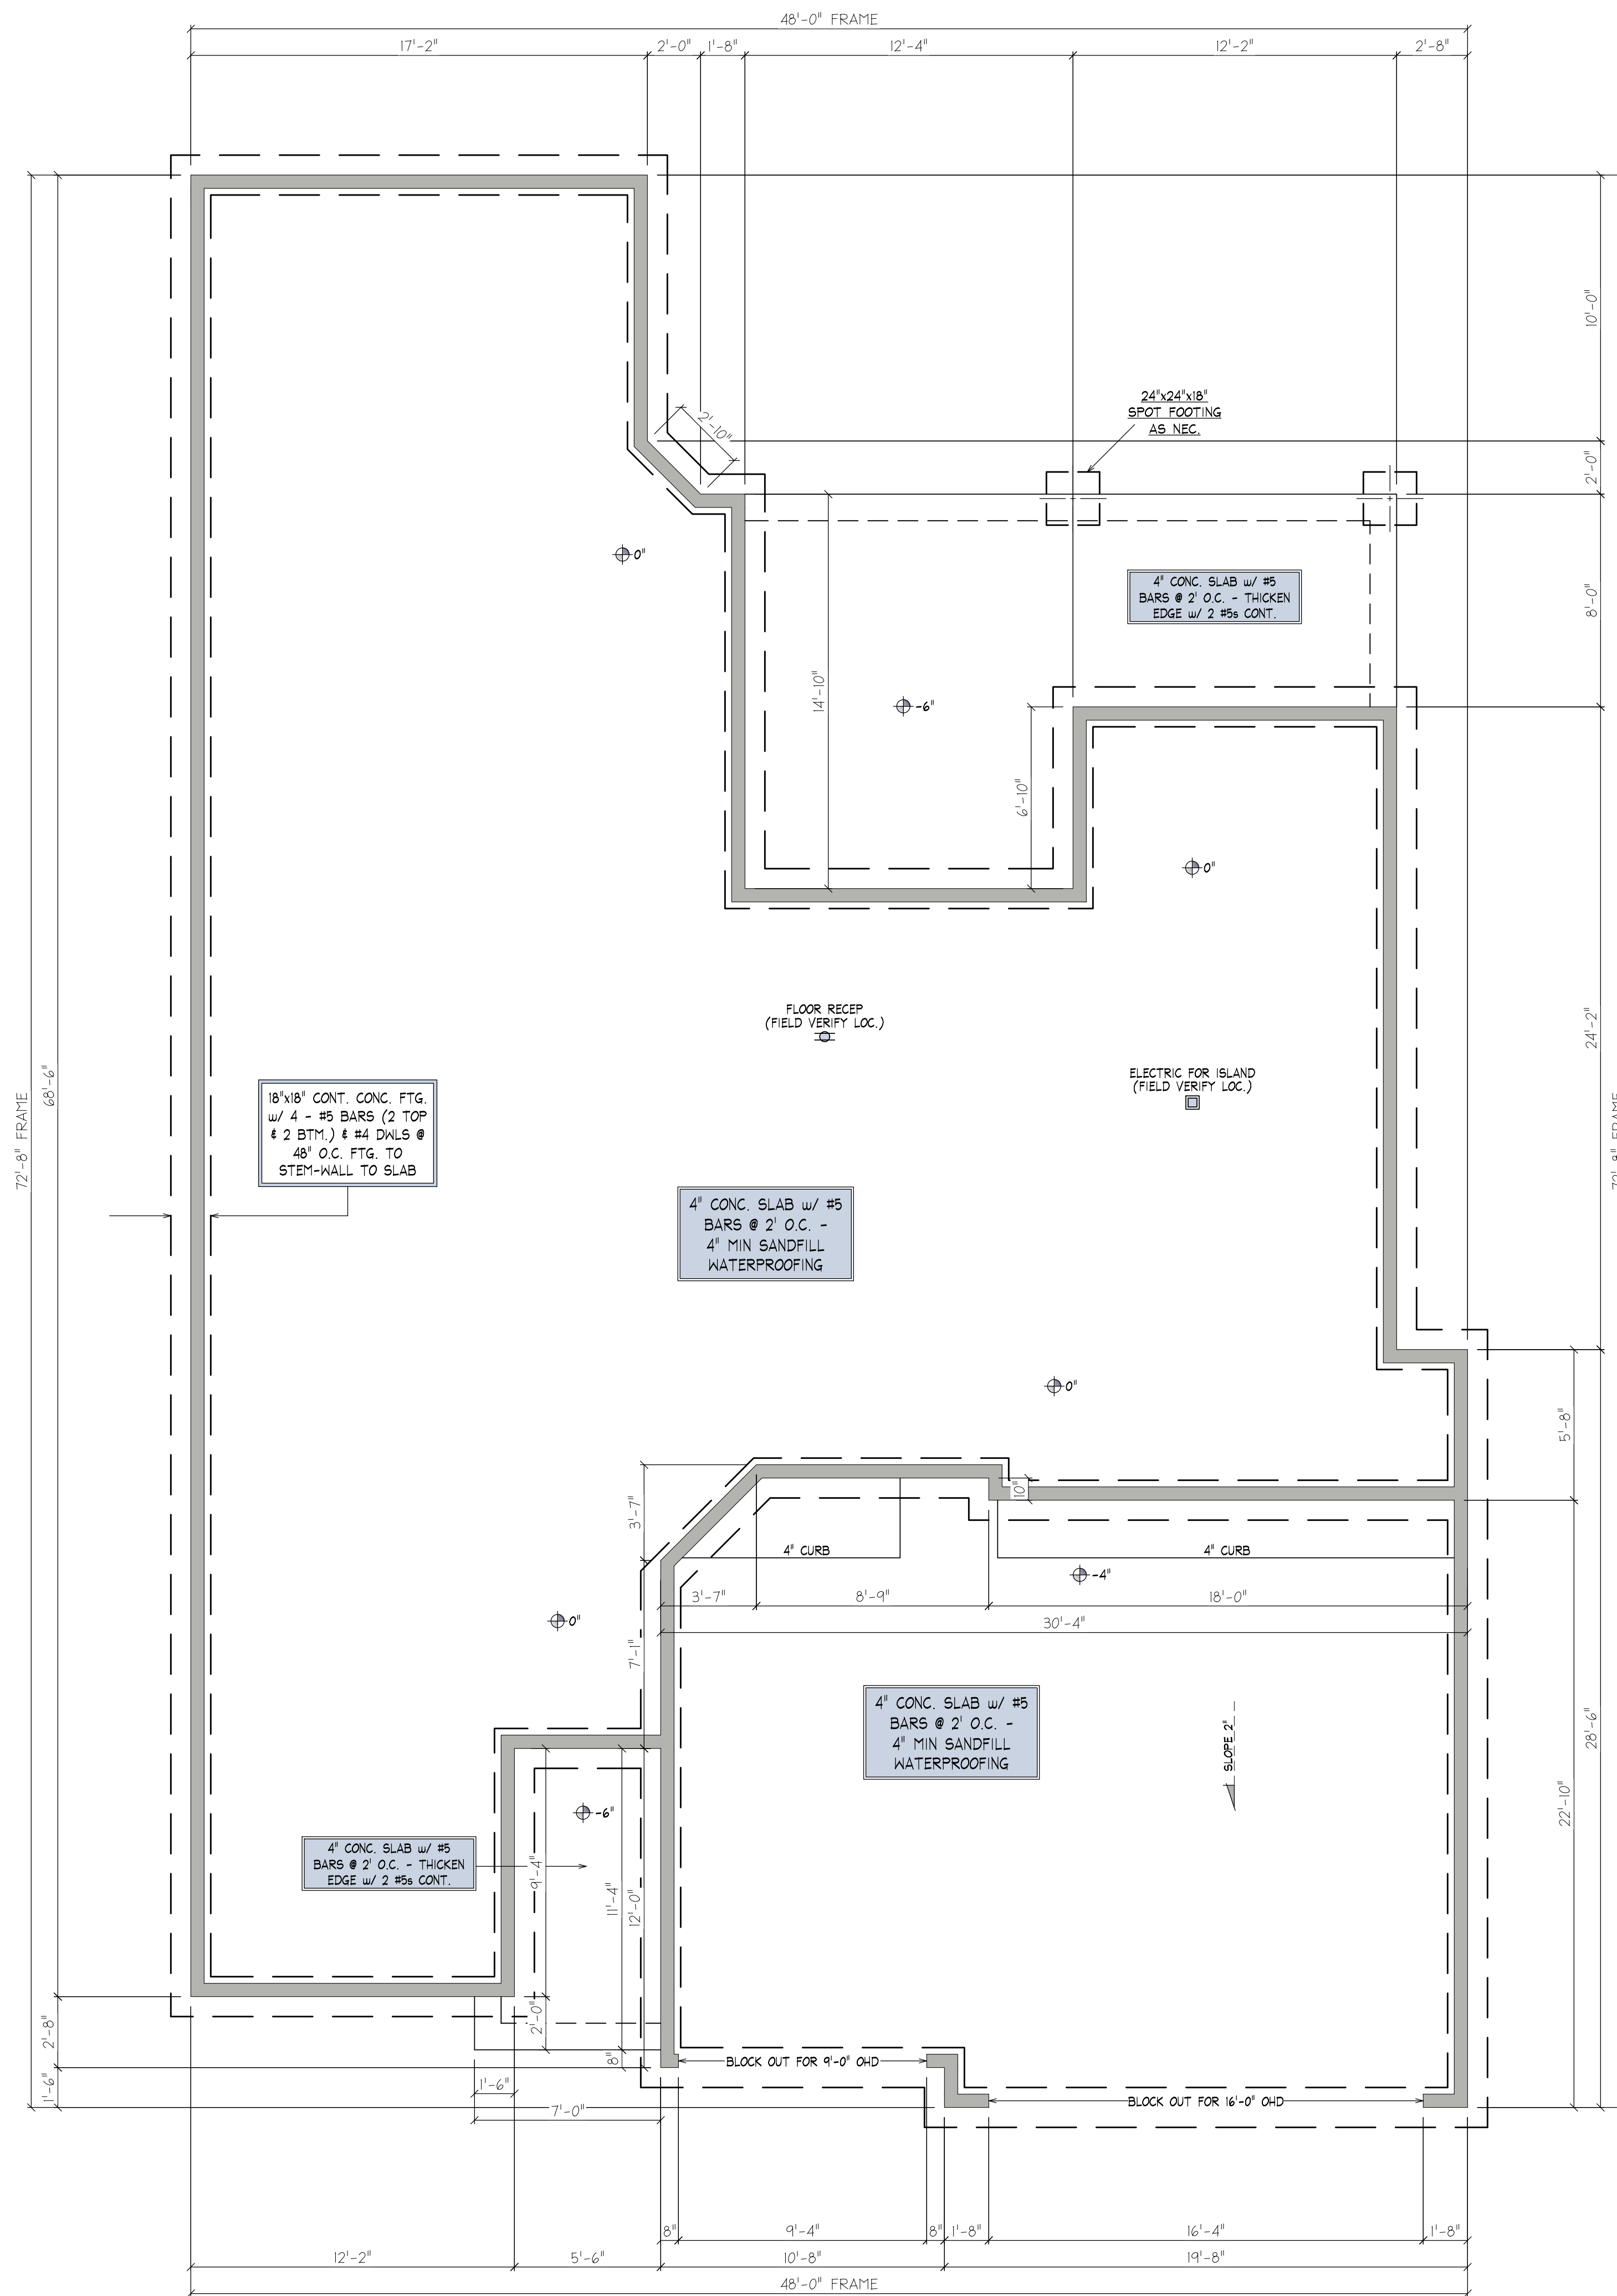 48'-0" FRAME
17'-2"
2'-0"
1'-8"
12'-4"
12'-2"
2'-8"
10'-0"
2'-10"
24"x24"x18"
SPOT FOOTING
AS NEC.
2'-0"
0"
4" CONC. SLAB w/ #5
BARS @ 2' O.C. - THICKEN
EDGE w/ 2 #5s CONT.
8'-0"
14'-10"
-6"
6'-10"
0"
FLOOR RECEP
(FIELD VERIFY LOC.)
24'-2"
ELECTRIC FOR ISLAND
(FIELD VERIFY LOC.)
68'-6"
72'-8" FRAME
18"x18" CONT. CONC. FTG.
w/ 4 - #5 BARS (2 TOP
& 2 BTM.) & #4 DWLS @
48" O.C. FTG. TO
STEM-WALL TO SLAB
4" CONC. SLAB w/ #5
BARS @ 2' O.C. -
4" MIN SANDFILL
WATERPROOFING
0"
5'-8"
3'-7"
10"
4" CURB
4" CURB
-4"
3'-7"
8'-9"
18'-0"
30'-4"
0"
7'-1"
4" CONC. SLAB w/ #5
BARS @ 2' O.C. -
4" MIN SANDFILL
WATERPROOFING
SLOPE 2"
28'-6"
22'-10"
-6"
4" CONC. SLAB w/ #5
BARS @ 2' O.C. - THICKEN
EDGE w/ 2 #5s CONT.
9'-4"
11'-4"
12'-0"
2'-8"
2'-0"
8"
BLOCK OUT FOR 9'-0" OHD
1'-6"
1'-6"
7'-0"
BLOCK OUT FOR 16'-0" OHD
8"
9'-4"
8"
1'-8"
16'-4"
1'-8"
12'-2"
5'-6"
10'-8"
19'-8"
48'-0" FRAME